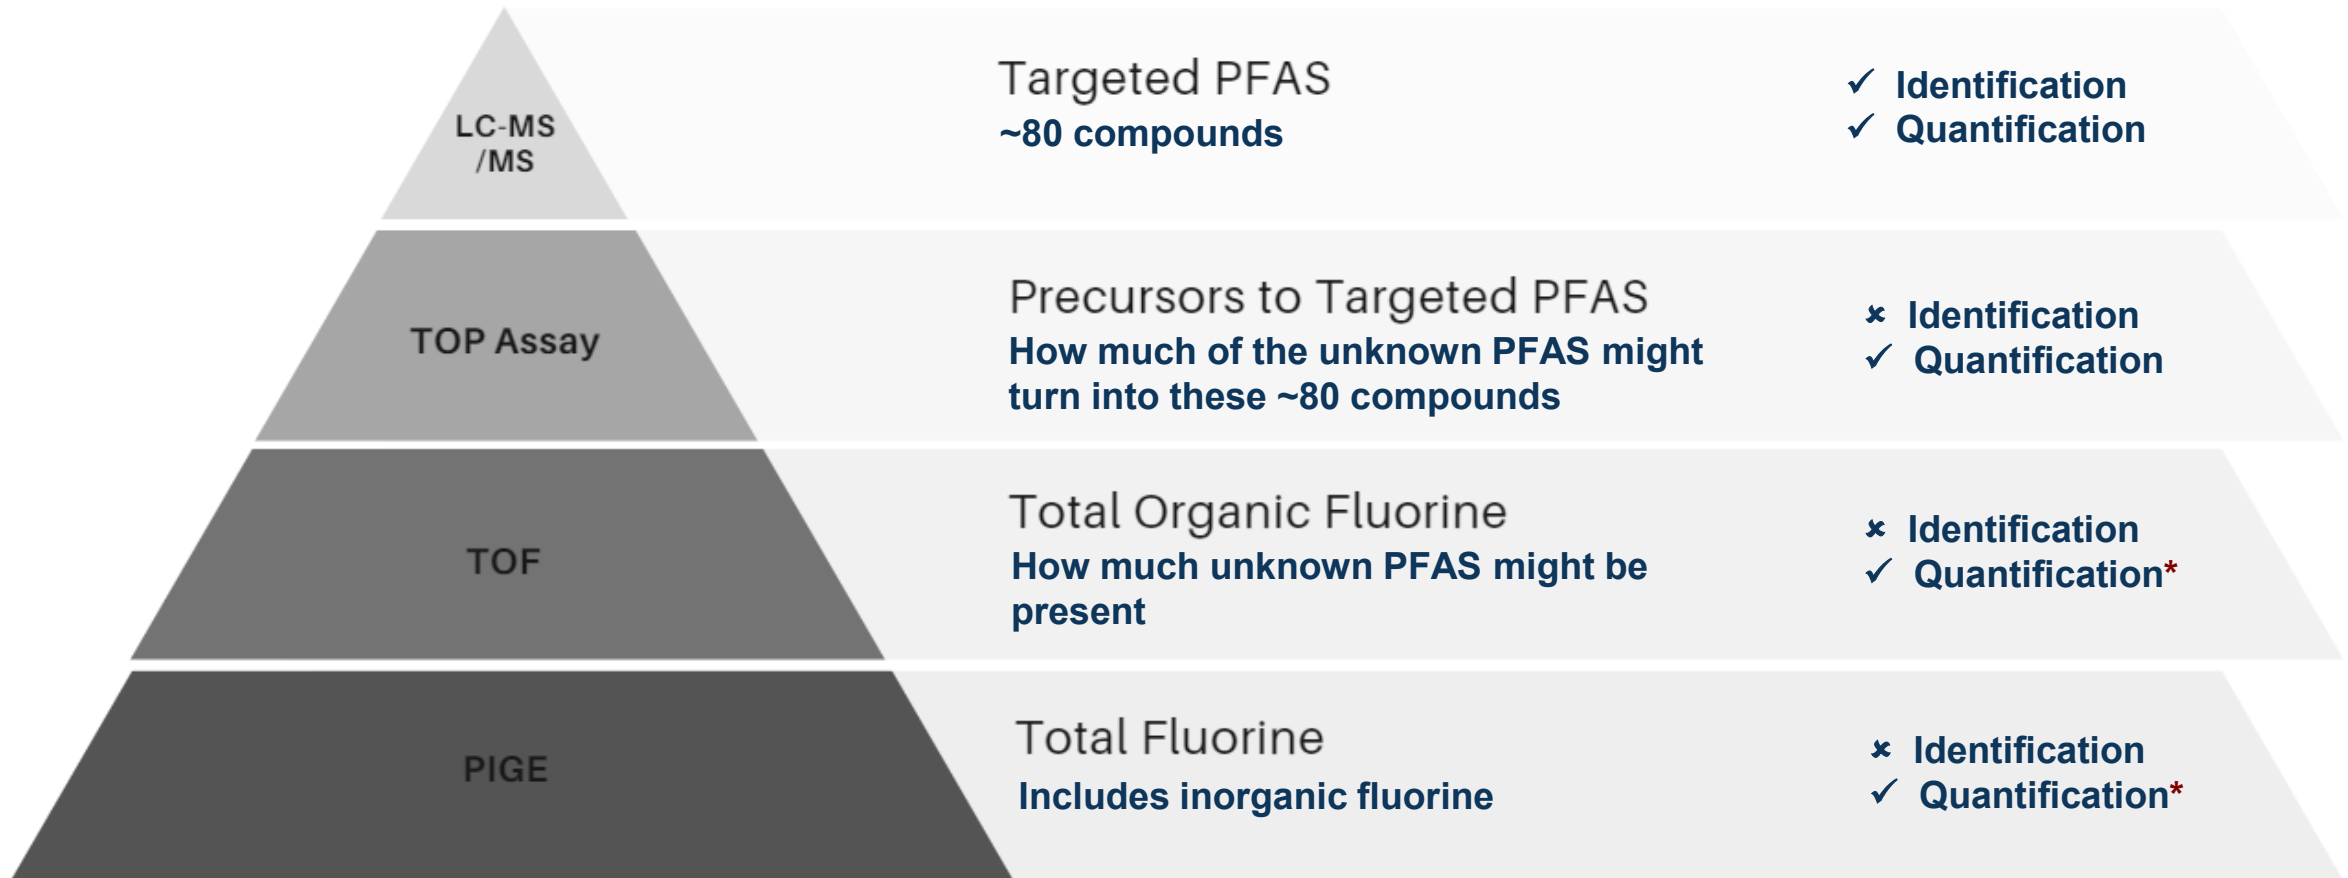 LC-MS
/MS
Targeted PFAS
~80 compounds
✓ Identification
✓ Quantification
TOP Assay
Precursors to Targeted PFAS
How much of the unknown PFAS might
turn into these ~80 compounds
✘ Identification
✓ Quantification
TOF
Total Organic Fluorine
How much unknown PFAS might be
present
✘ Identification
✓ Quantification*
PIGE
Total Fluorine
Includes inorganic fluorine
✘ Identification
✓ Quantification*